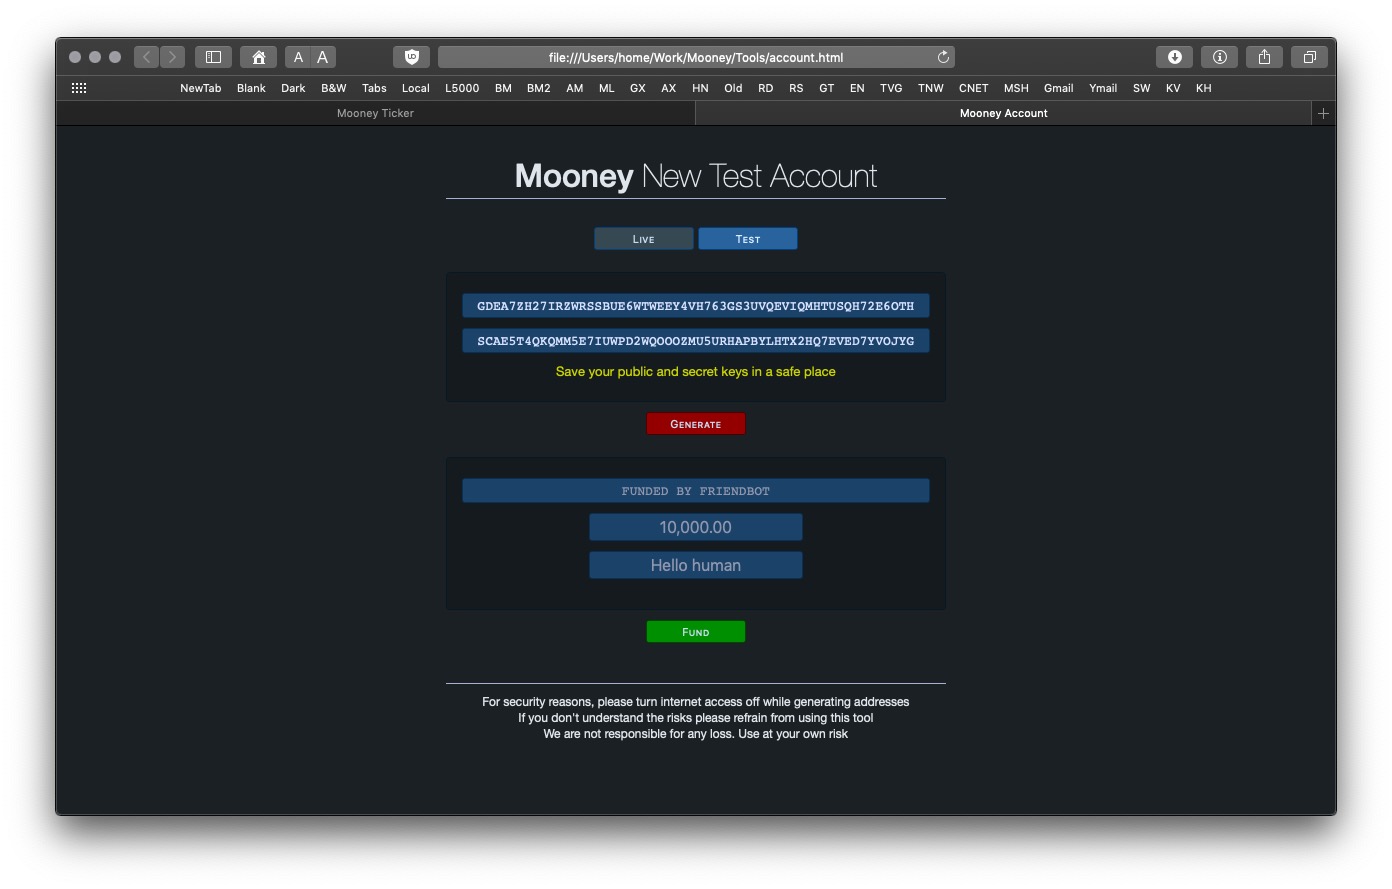 file:///Users/home/Work/Mooney/Tools/account.html
NewTab Blank Dark B&W Tabs Local L5000 BM BM2 AM ML GX AX HN Old RD RS GT EN TVG TNW CNET MSH Gmail Ymail SW KV KH
Mooney Ticker Mooney Account
Mooney New Test Account
Live Test
GDEA7ZH27IRZWRSSBUE6WTWEEY4VH763GS3UVQEVIQMHTUSQH72E6OTH
SCAE5T4QKQMM5E7IUWPD2WQOOOZMU5URHAPBYLHTX2HQ7EVED7YVOJYG
Save your public and secret keys in a safe place
Generate
FUNDED BY FRIENDBOT
10,000.00
Hello human
Fund
For security reasons, please turn internet access off while generating addresses
If you don't understand the risks please refrain from using this tool
We are not responsible for any loss. Use at your own risk